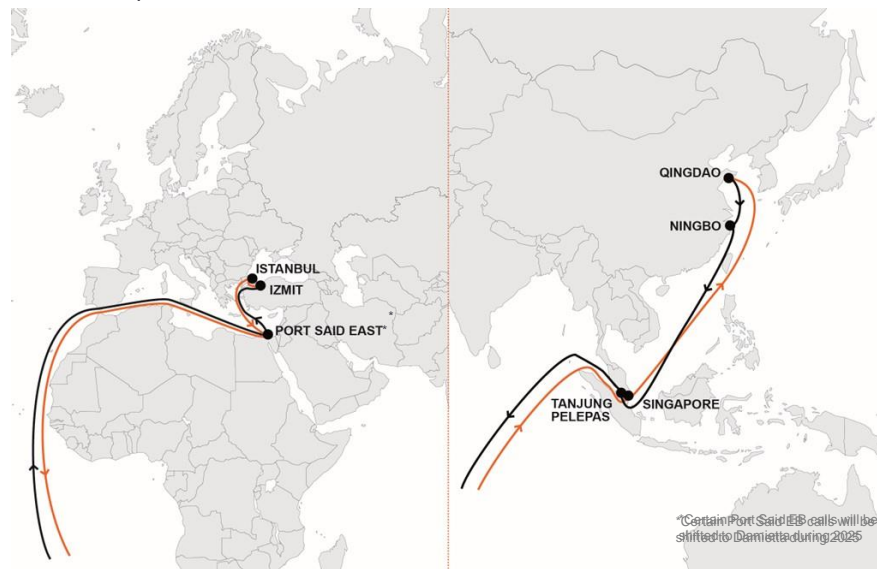 ISTANBUL
IZMIT
PORT SAID EAST*
*
QINGDAO
NINGBO
TANJUNG
PELEPAS
SINGAPORE
*Certain Port Said EB calls will be
shifted to Damietta during 2025